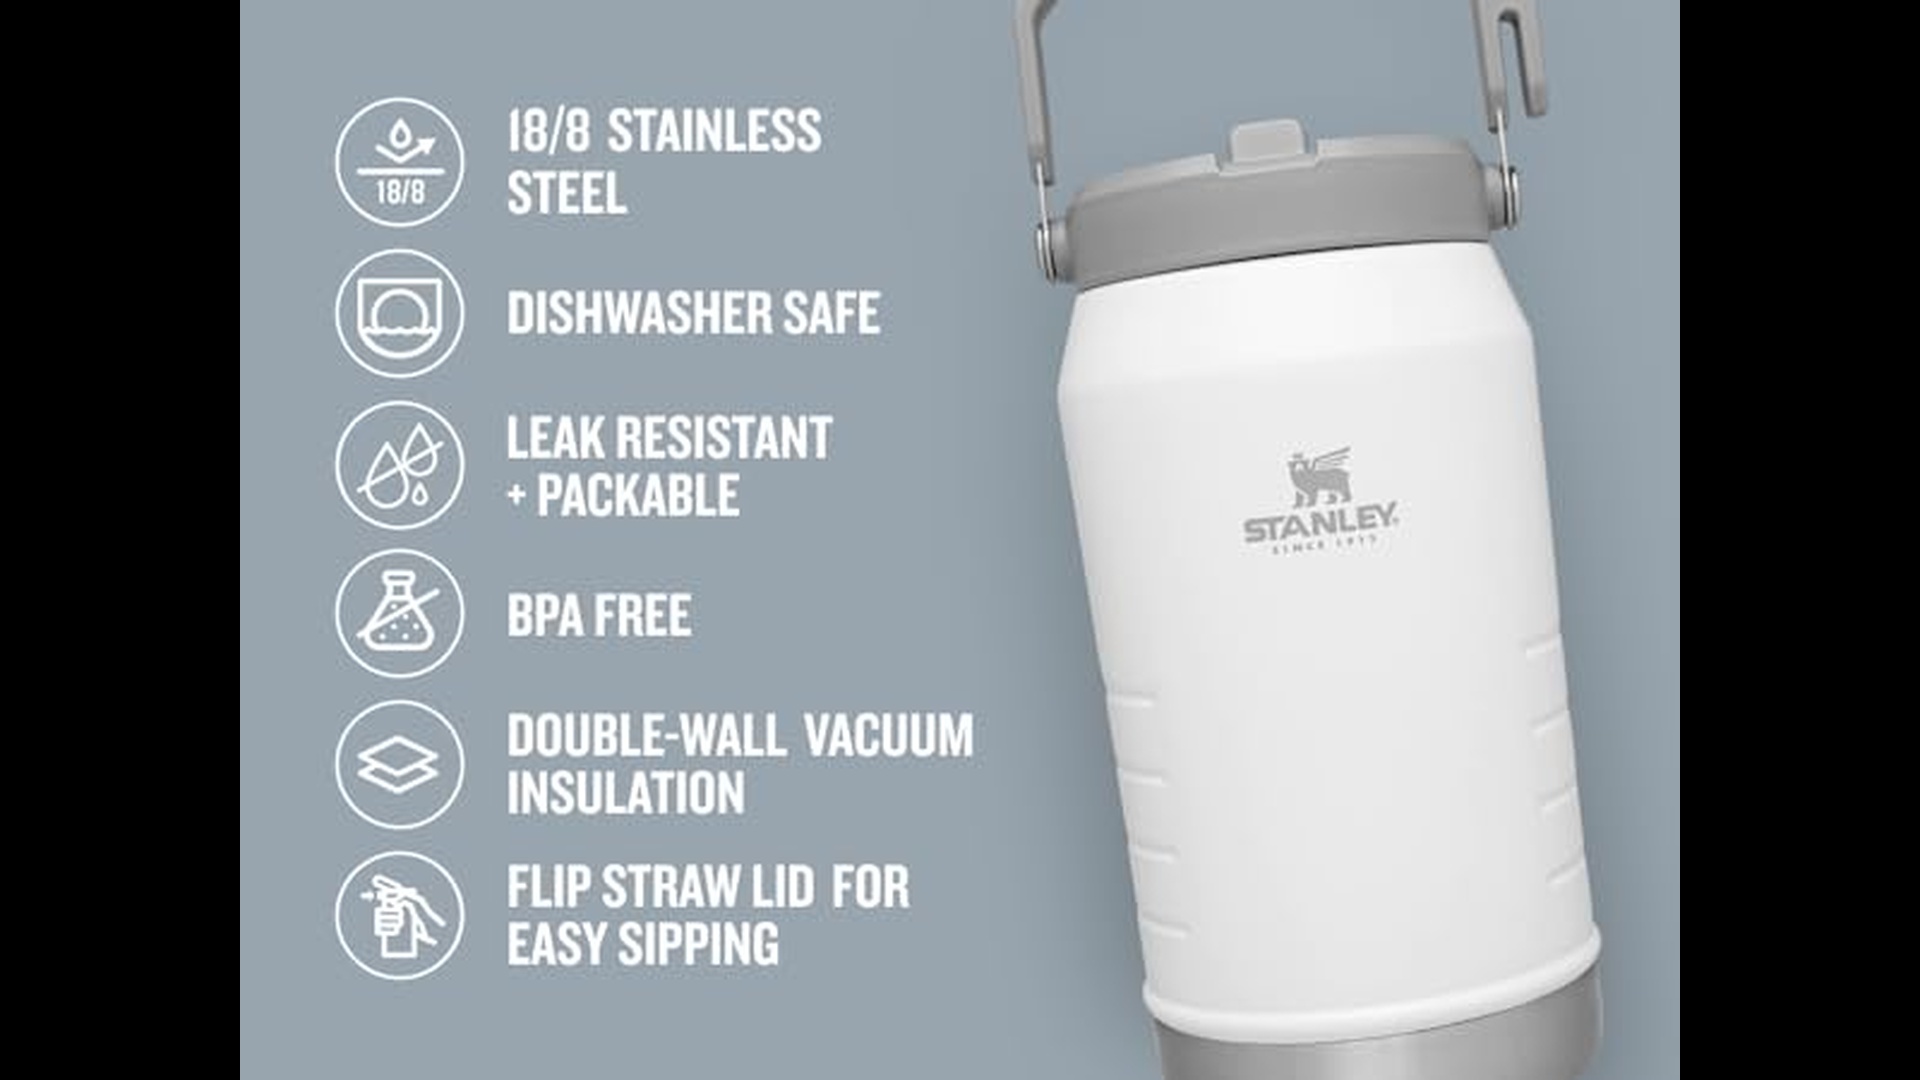 18/8 STAINLESS
STEEL
18/8
DISHWASHER SAFE
LEAK RESISTANT
+ PACKABLE
BPA FREE
DOUBLE-WALL VACUUM
INSULATION
FLIP STRAW LID FOR
EASY SIPPING
STANLEY
SINCE